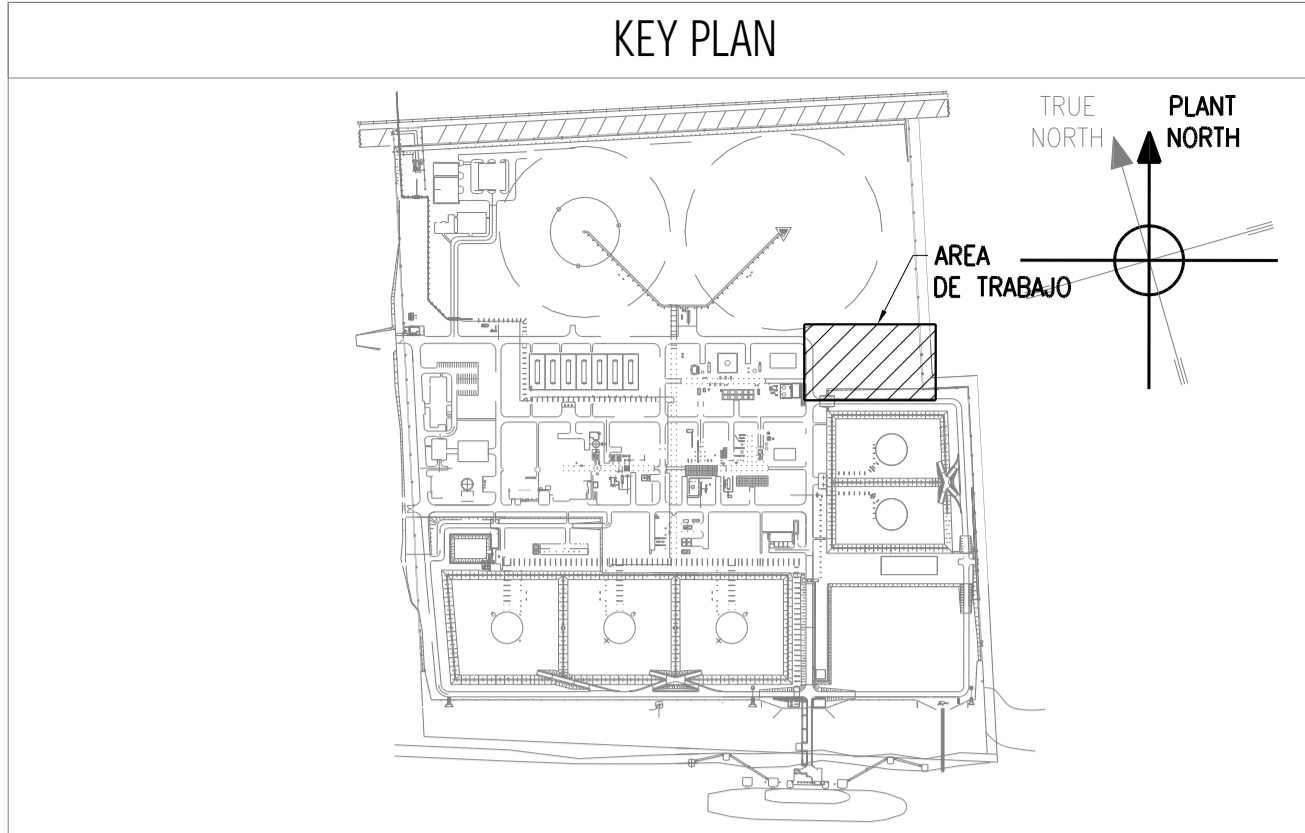 KEY PLAN
TRUE
NORTH
PLANT
NORTH
AREA
DE TRABAJO